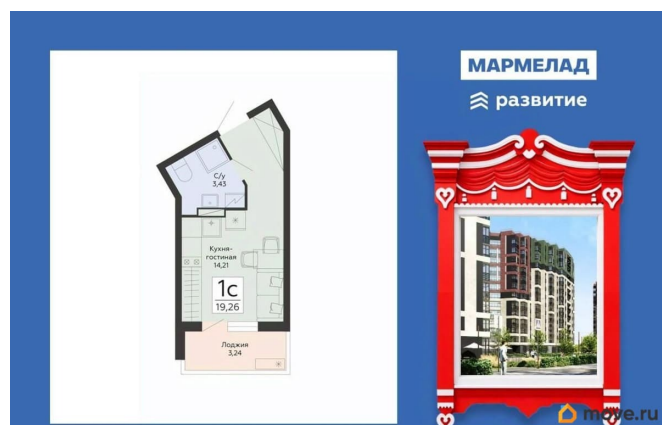 МАРМЕЛАД
развитие
С/у
3,43
Кухня-
гостиная
14,21
1с
19,26
Лоджия
3,24
move.ru